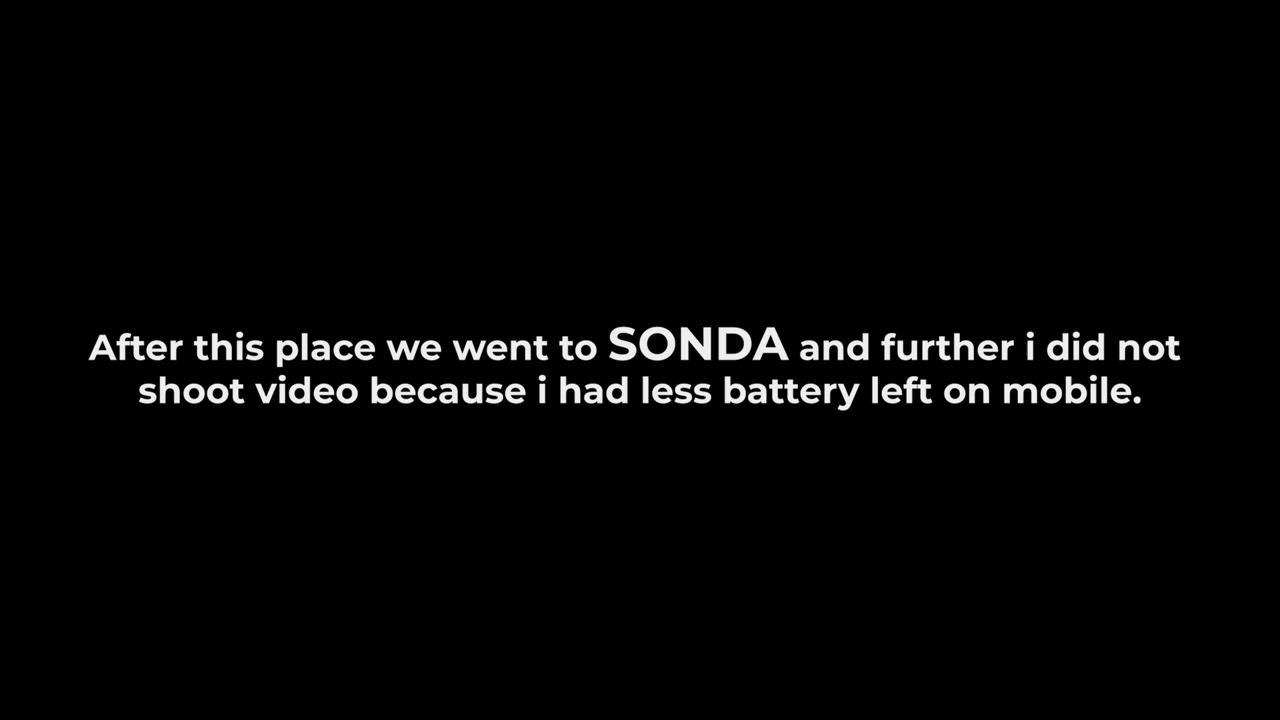 After this place we went to SONDA and further i did not
shoot video because i had less battery left on mobile.